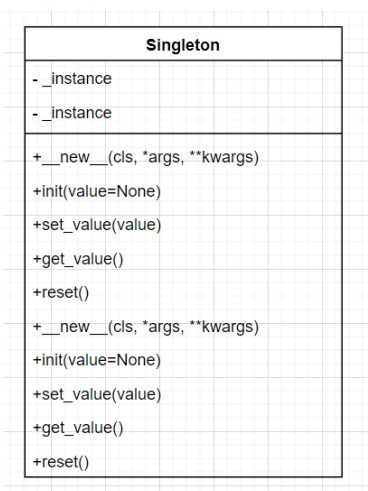 Singleton
- _instance
- _instance
+__new__(cls, *args, **kwargs)
+init(value=None)
+set_value(value)
+get_value()
+reset()
+__new__(cls, *args, **kwargs)
+init(value=None)
+set_value(value)
+get_value()
+reset()